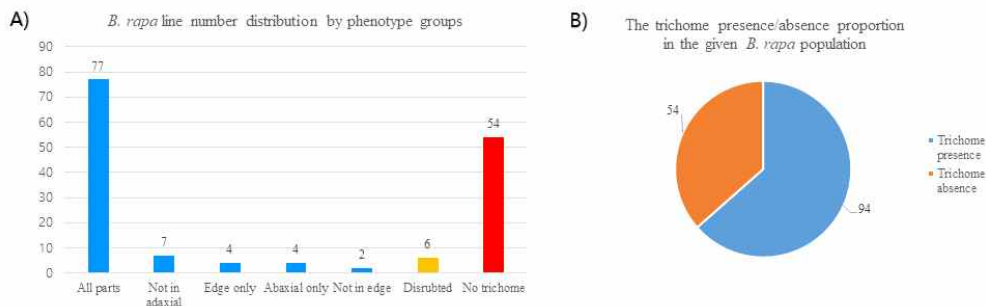 A)
B. rapa line number distribution by phenotype groups
90
80
70
60
50
40
30
20
10
0
77
7
4
4
2
6
54
All parts
Not in
adaxial
Edge only
Abaxial only
Not in edge
Disrubted
No trichome
B)
The trichome presence/absence proportion
in the given B. rapa population
54
94
Trichome
presence
Trichome
absence